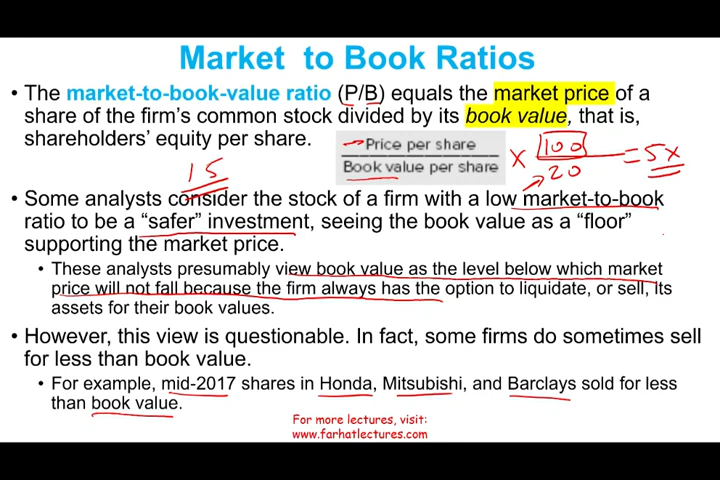 Market to Book Ratios
• The market-to-book-value ratio (P/B) equals the market price of a
share of the firm's common stock divided by its book value, that is,
shareholders' equity per share.
Price per share
Book value per share
x 100
20
= 5x
15
• Some analysts consider the stock of a firm with a low market-to-book
ratio to be a “safer” investment, seeing the book value as a “floor”
supporting the market price.
• These analysts presumably view book value as the level below which market
price will not fall because the firm always has the option to liquidate, or sell, its
assets for their book values.
• However, this view is questionable. In fact, some firms do sometimes sell
for less than book value.
• For example, mid-2017 shares in Honda, Mitsubishi, and Barclays sold for less
than book value.
For more lectures, visit:
www.farhatlectures.com